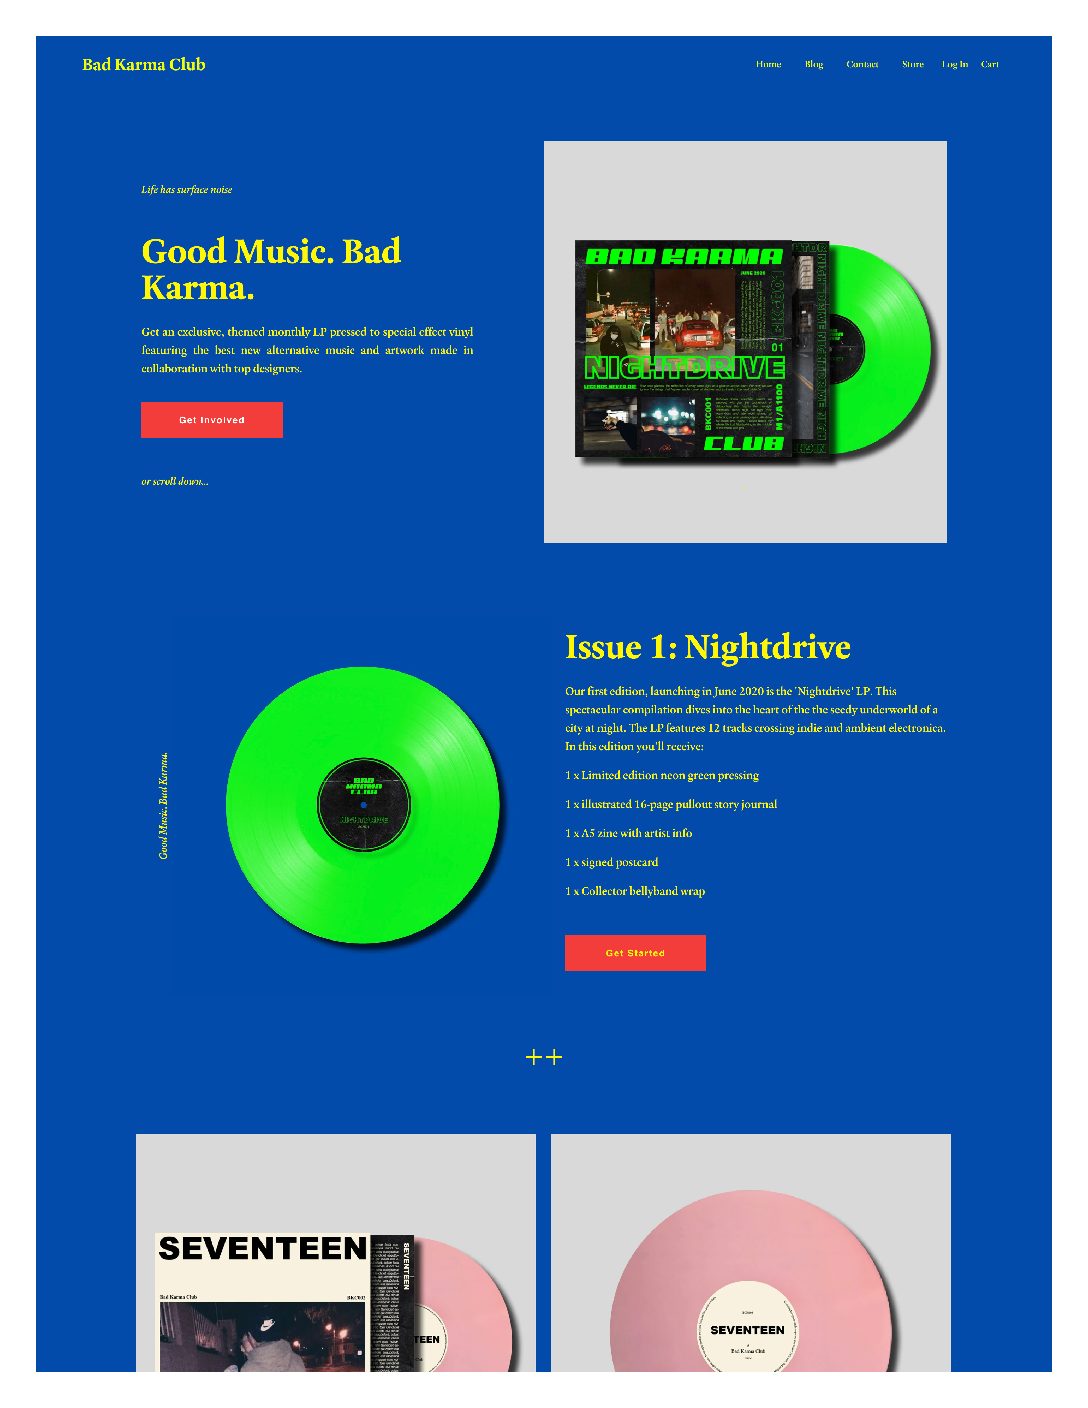 Bad Karma Club
Home Blog Contact Store Log In Cart
Life has surface noise
Good Music. Bad
Karma.
Get an exclusive, themed monthly LP pressed to special effect vinyl
featuring the best new alternative music and artwork made in
collaboration with top designers.
Get Involved
or scroll down...
BAD KARMA
JUNE 2020
BKC001
01
NIGHTDRIVE
LEGENDS NEVER DIE
BKC001
M1/A1100
CLUB
Issue 1: Nightdrive
Our first edition, launching in June 2020 is the 'Nightdrive' LP. This
spectacular compilation dives into the heart of the the seedy underworld of a
city at night. The LP features 12 tracks crossing indie and ambient electronica.
In this edition you'll receive:
1 x Limited edition neon green pressing
1 x illustrated 16-page pullout story journal
1 x A5 zine with artist info
1 x signed postcard
1 x Collector bellyband wrap
Get Started
Good Music. Bad Karma.
NIGHTDRIVE
++
SEVENTEEN
Bad Karma Club
BKC002
SEVENTEEN
TEEN
SEVENTEEN
Bad Karma Club